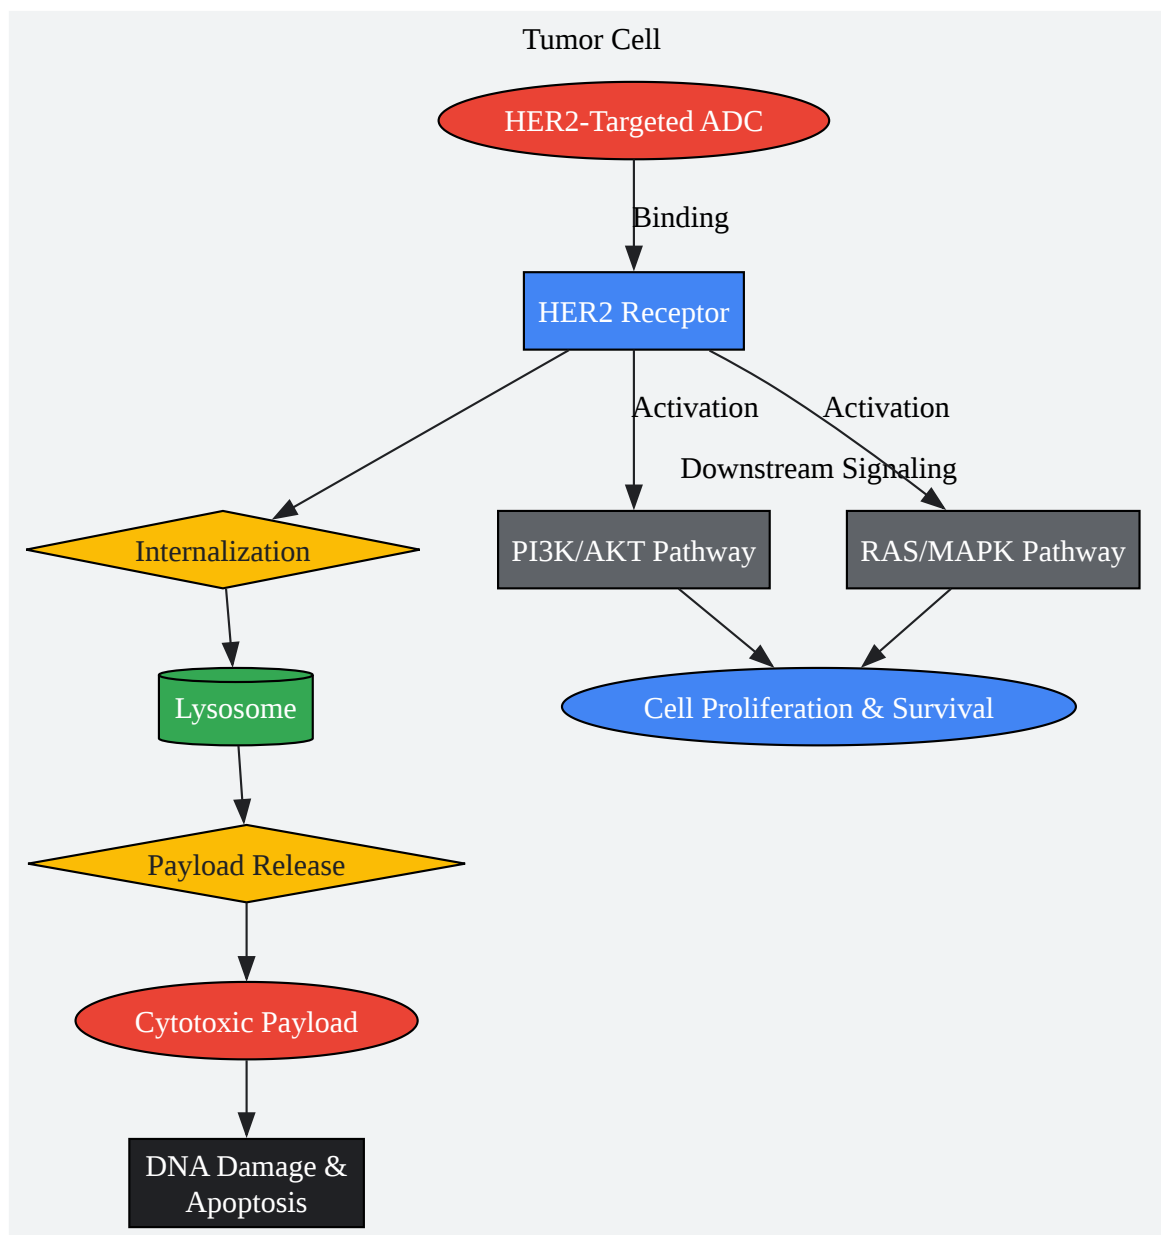 Tumor Cell
HER2-Targeted ADC
Binding
HER2 Receptor
Activation
Activation
Downstream Signaling
Internalization
PI3K/AKT Pathway
RAS/MAPK Pathway
Lysosome
Cell Proliferation & Survival
Payload Release
Cytotoxic Payload
DNA Damage &
Apoptosis